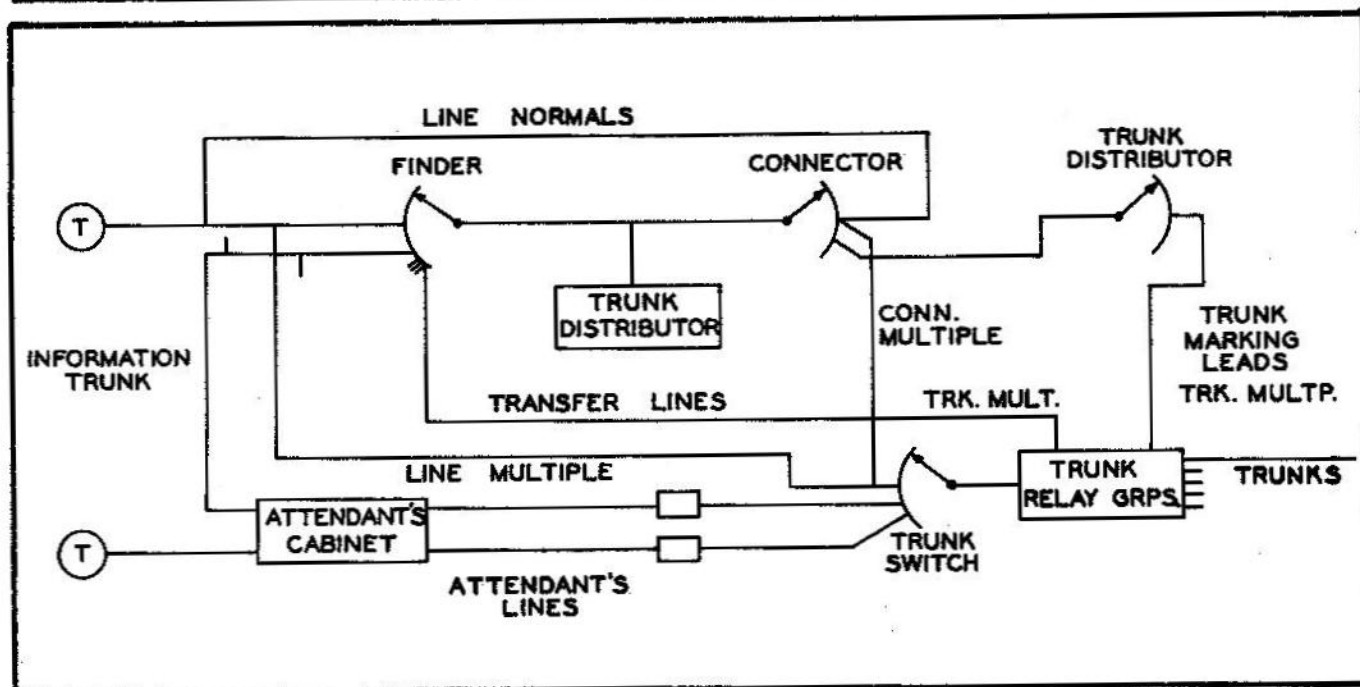 LINE NORMALS
FINDER
CONNECTOR
TRUNK
DISTRIBUTOR
T
TRUNK
DISTRIBUTOR
CONN.
MULTIPLE
TRUNK
MARKING
LEADS
TRK. MULTP.
INFORMATION
TRUNK
TRANSFER LINES
TRK. MULT.
LINE MULTIPLE
TRUNK
RELAY GRPS.
TRUNKS
ATTENDANT'S
CABINET
T
TRUNK
SWITCH
ATTENDANT'S
LINES